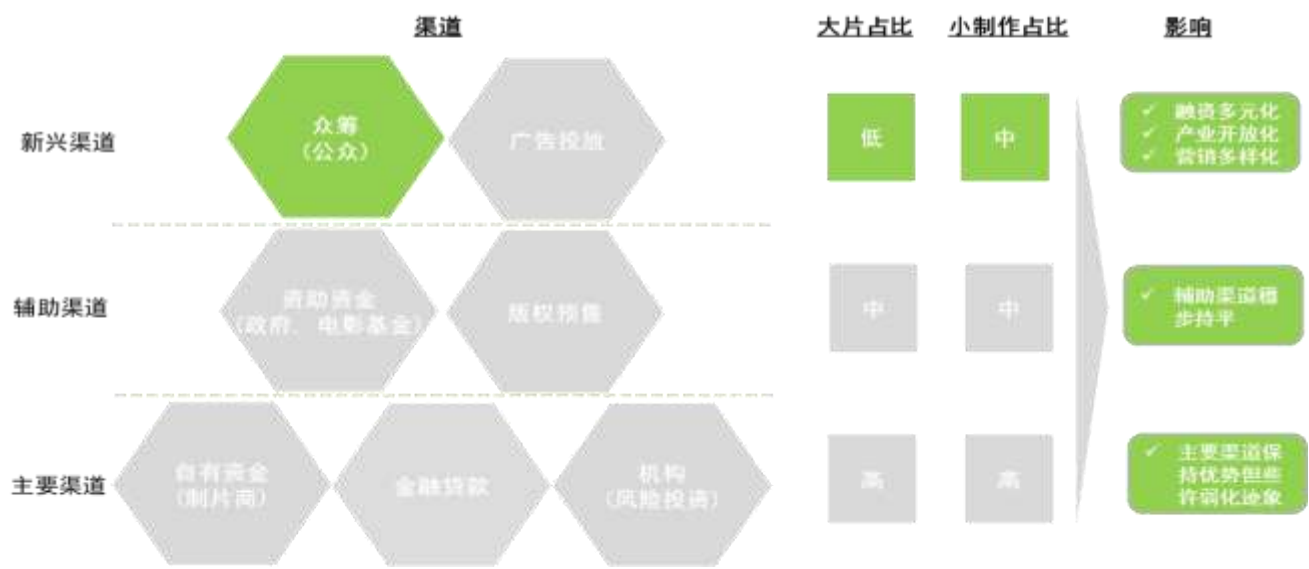 渠道
大片占比
小制作占比
影响
新兴渠道
众筹
(公众)
广告投放
低
中
✓ 融资多元化
✓ 产业开放化
✓ 营销多样化
辅助渠道
资助资金
(政府、电影基金)
版权预售
中
中
✓ 辅助渠道稳
步持平
主要渠道
自有资金
(制片商)
金融贷款
机构
(风险投资)
高
高
✓ 主要渠道保
持优势但些
许弱化迹象